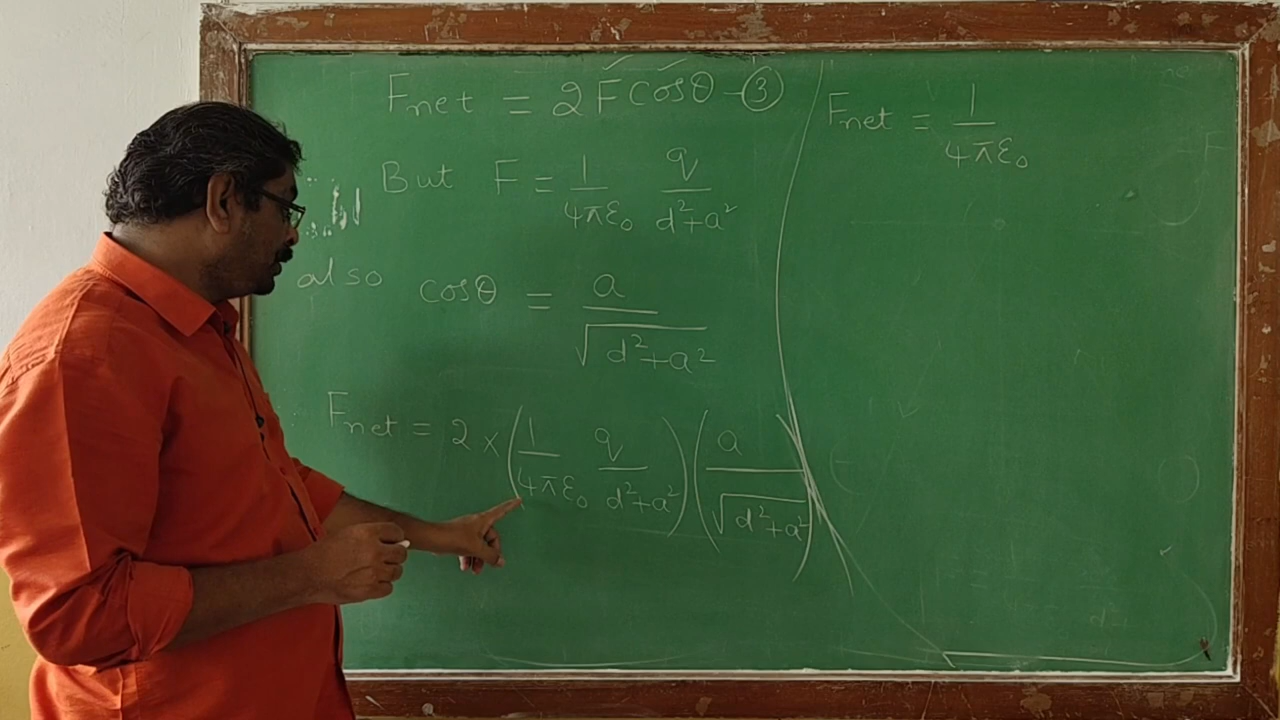 Fnet = 2 F cosθ - ③
But F = 1/4πε₀ q/d²+a²
also cosθ = a/√d²+a²
Fnet = 2 × (1/4πε₀ q/d²+a²) (a/√d²+a²)
Fnet = 1/4πε₀